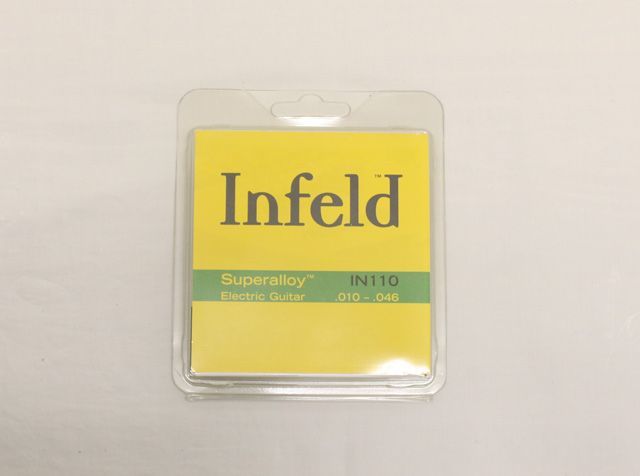 Infeld™
Superalloy™ IN110
Electric Guitar .010 – .046